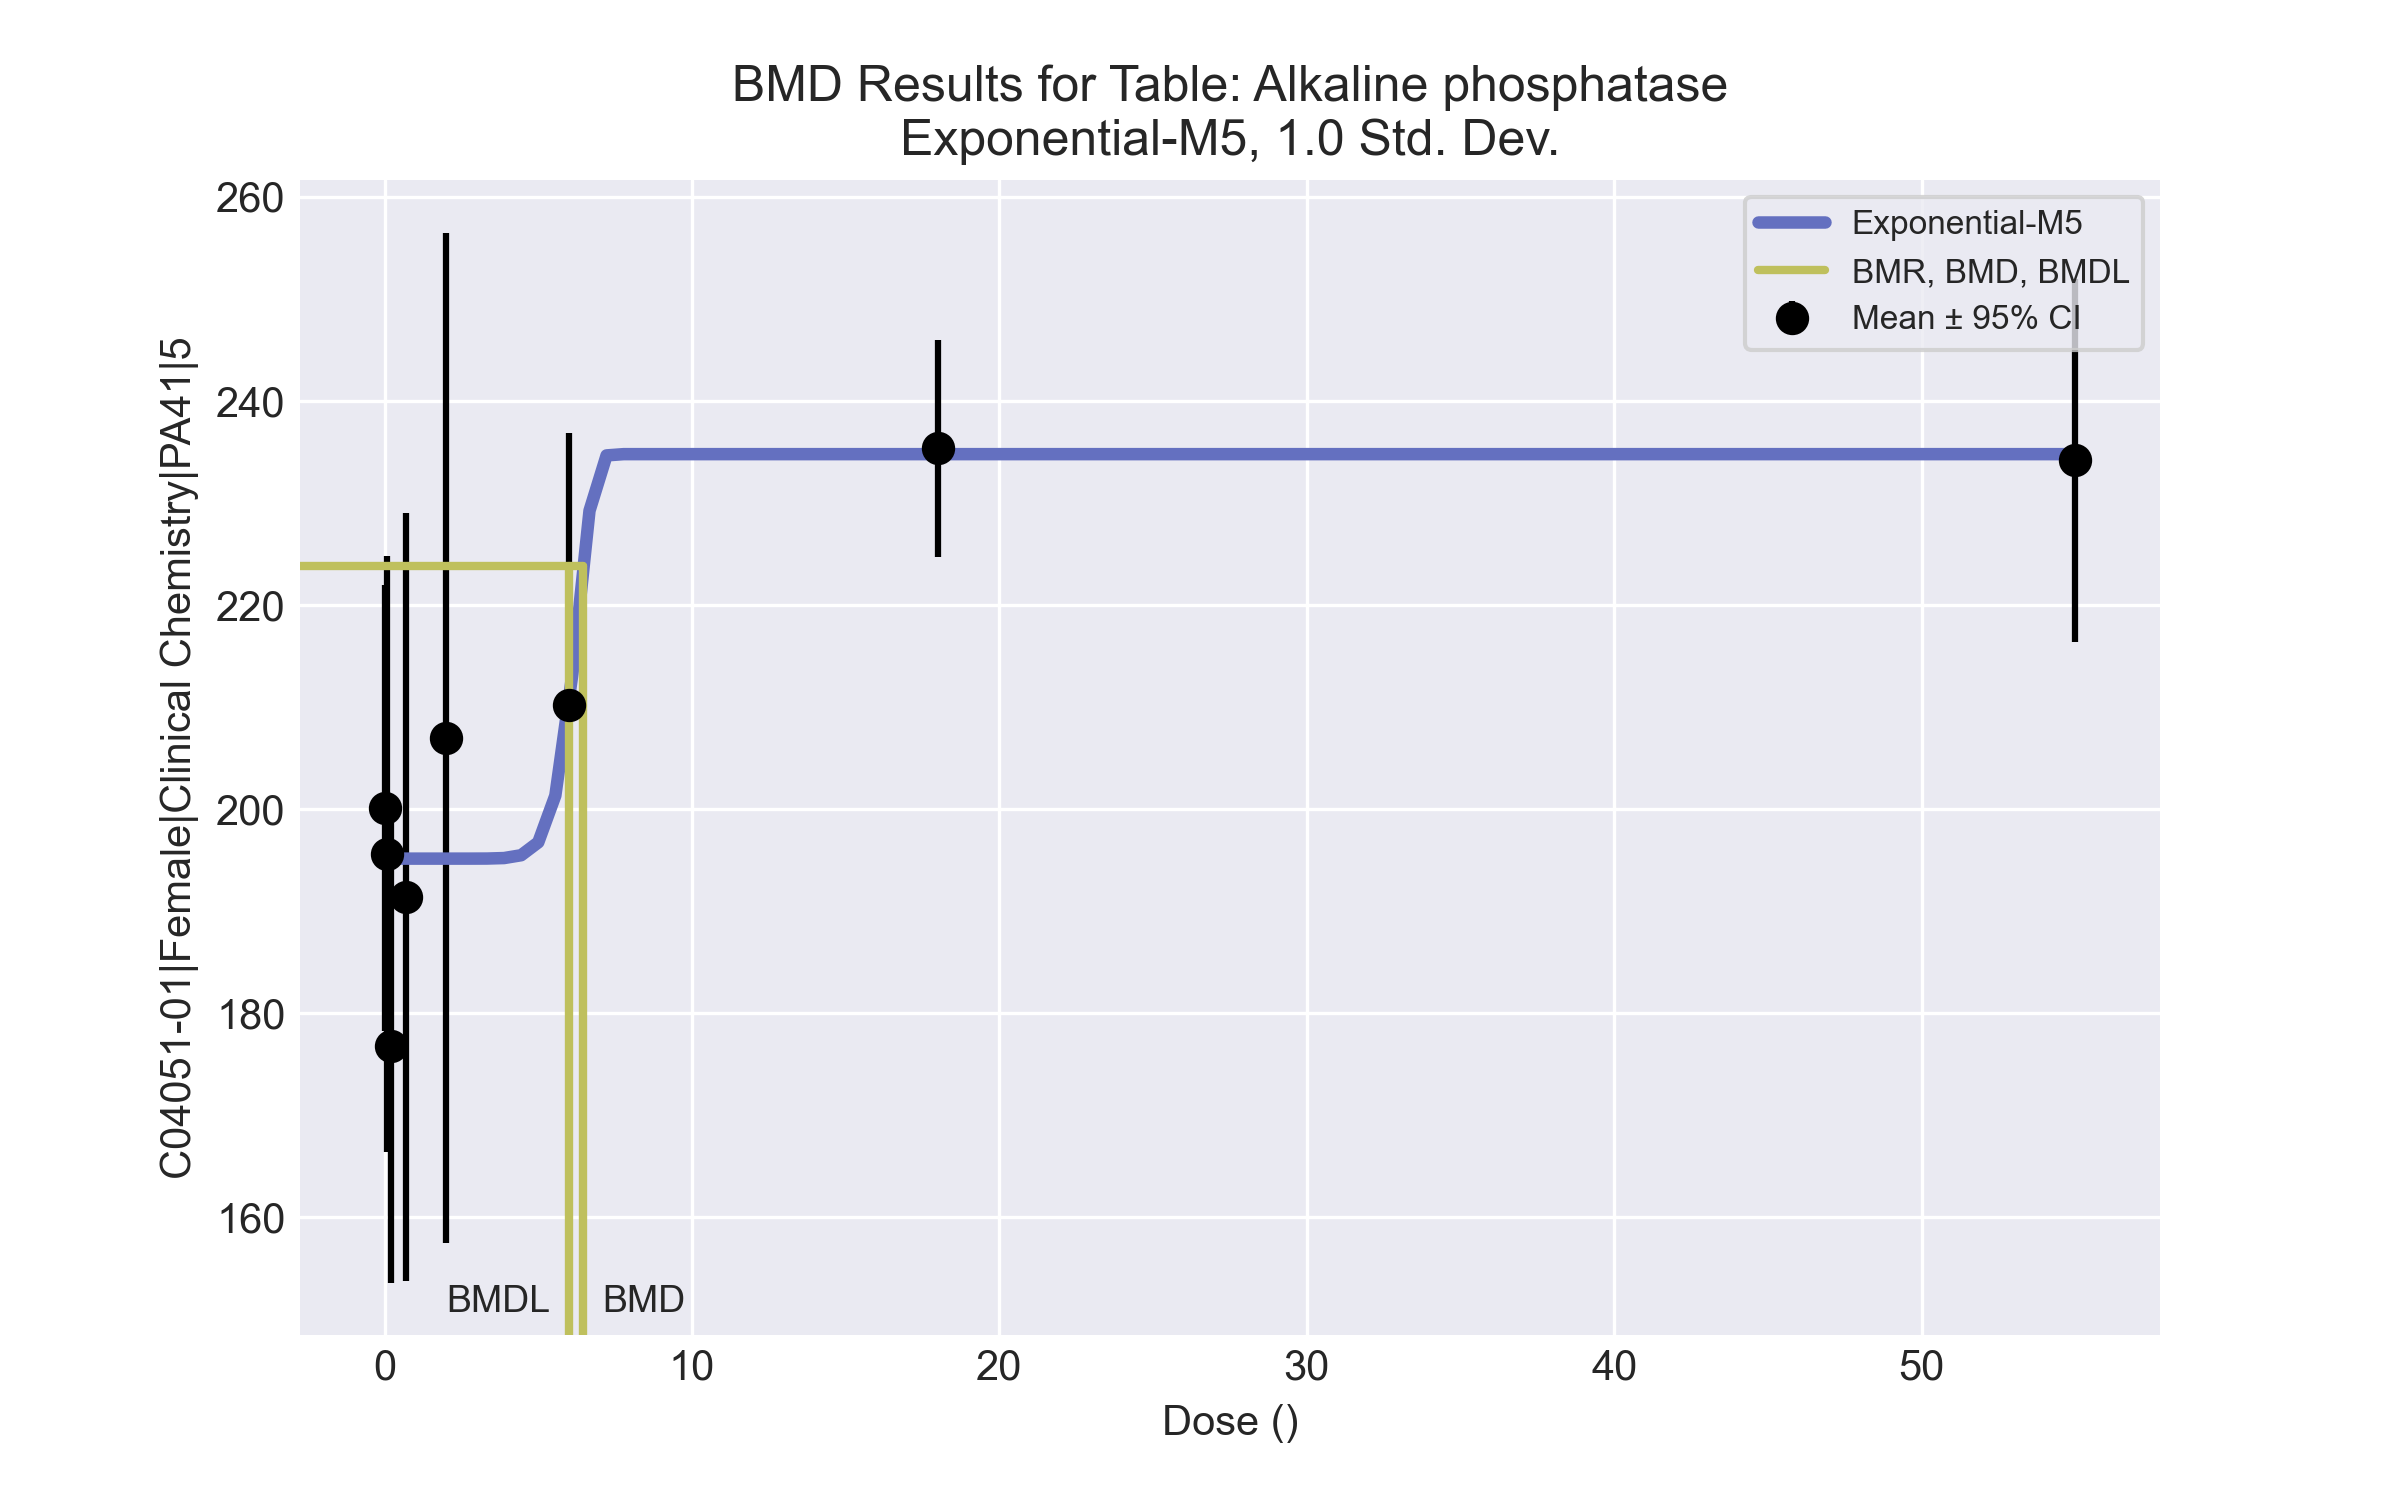 BMD Results for Table: Alkaline phosphatase
Exponential-M5, 1.0 Std. Dev.
Exponential-M5
BMR, BMD, BMDL
Mean ± 95% CI
C04051-01|Female|Clinical Chemistry|PA41|5
260
240
220
200
180
160
BMDL
BMD
0
10
20
30
40
50
Dose ()